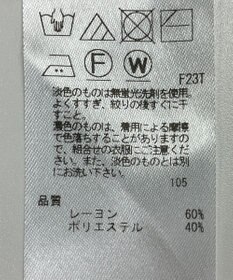 F
W
F23T
淡色のものは無蛍光洗剤を使用。
よくすすぎ、絞りの後すぐに干
すこと。
濃色のものは、着用による摩擦
で色落ちすることがありますの
で、組合せの衣服にご注意くだ
さい。また、淡色のものとは別
にお洗い下さい。
105
品質
レーヨン 60%
ポリエステル 40%